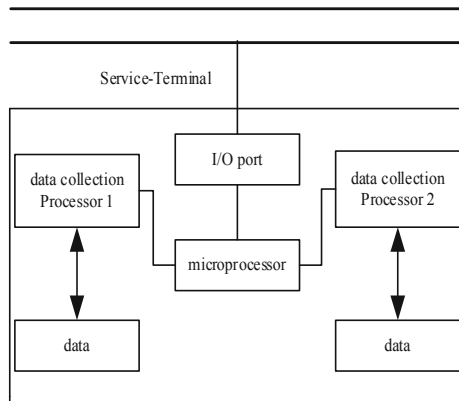 Service-Terminal
I/O port
data collection
Processor 1
data collection
Processor 2
microprocessor
data
data